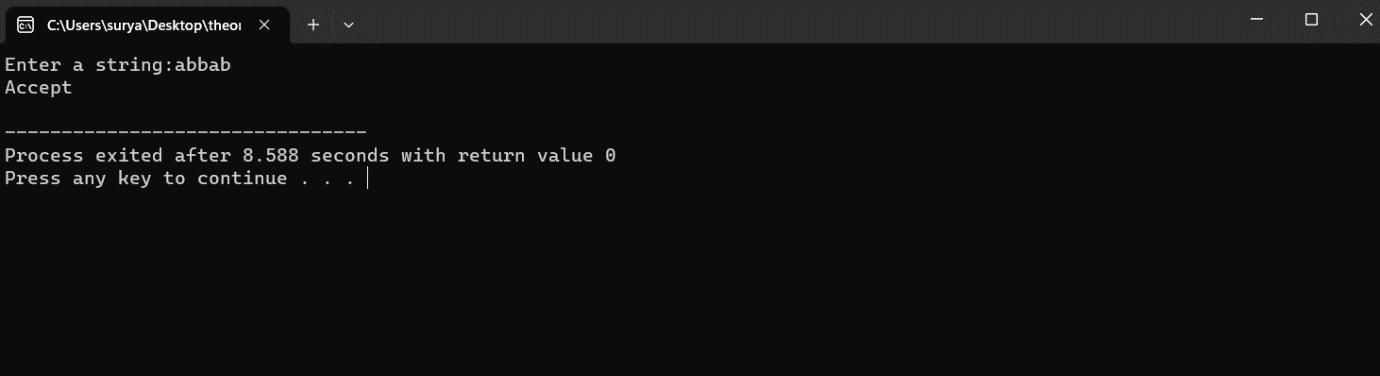 C:\Users\surya\Desktop\theor
Enter a string:abbab
Accept
--------------------------------
Process exited after 8.588 seconds with return value 0
Press any key to continue . . .